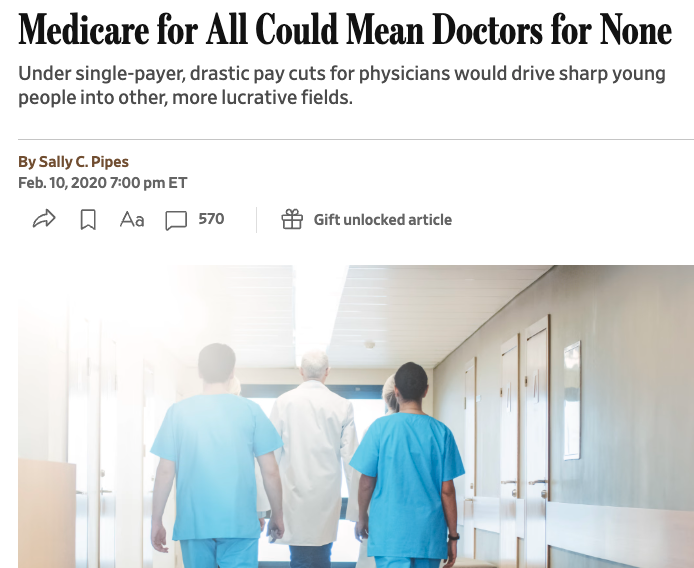 Medicare for All Could Mean Doctors for None
Under single-payer, drastic pay cuts for physicians would drive sharp young
people into other, more lucrative fields.
By Sally C. Pipes
Feb. 10, 2020 7:00 pm ET
Aa 570 Gift unlocked article